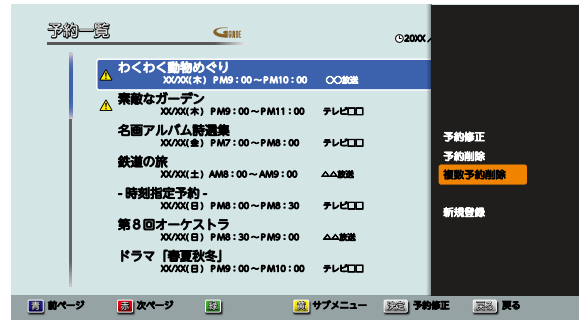 予約一覧
GGUIDE
20XX/
わくわく動物めぐり
XX/XX(木) PM9：00～PM10：00 〇〇放送
素敵なガーデン
XX/XX(木) PM9：00～PM11：00 テレビ□□
名画アルバム詩選集
XX/XX(金) PM7：00～PM8：00 テレビ□□
鉄道の旅
XX/XX(土) AM8：00～AM9：00 △△放送
- 時刻指定予約 -
XX/XX(日) PM8：00～PM8：30 テレビ□□
第８回オーケストラ
XX/XX(日) PM8：30～PM9：00 △△放送
ドラマ「春夏秋冬」
XX/XX(日) PM9：00～PM10：00 テレビ□□
予約修正
予約削除
複数予約削除
新規登録
青 前ページ 赤 次ページ 緑 黄 サブメニュー 決定 予約修正 戻る 戻る